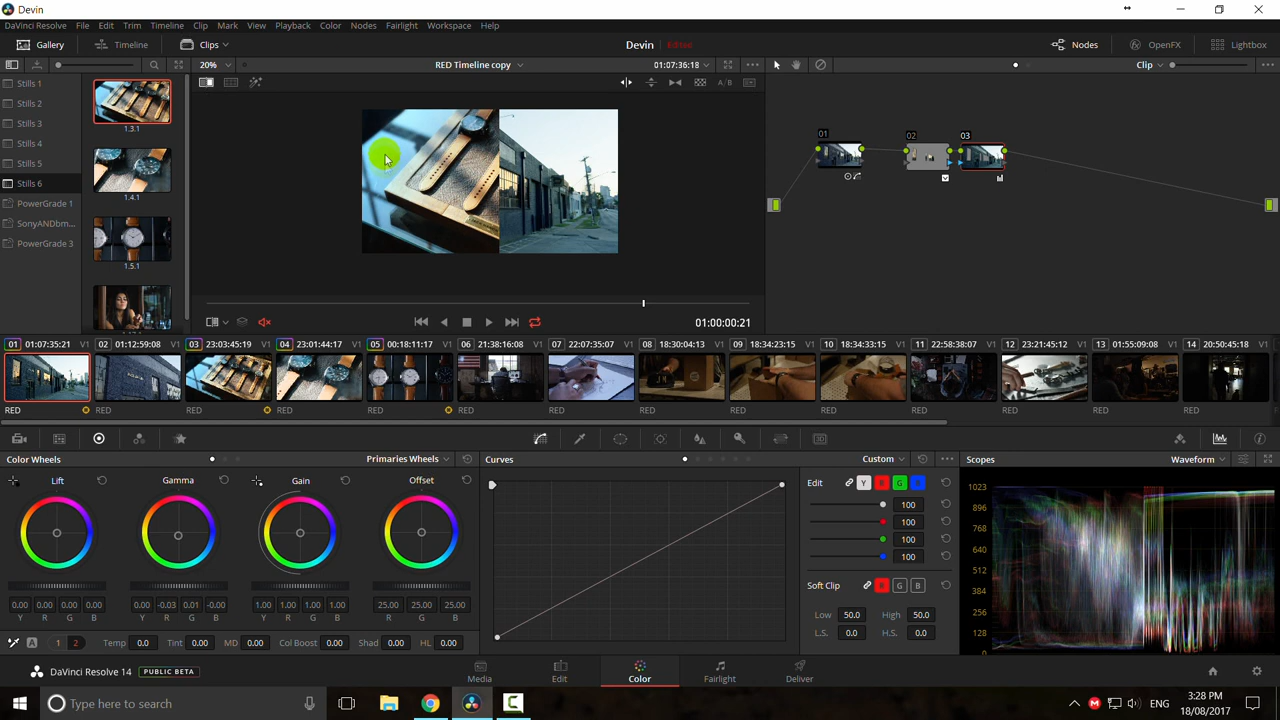 Devin
DaVinci Resolve File Edit Trim Timeline Clip Mark View Playback Color Nodes Fairlight Workspace Help
Gallery Timeline Clips Devin Edited Nodes OpenFX Lightbox
20% RED Timeline copy 01:07:36:18 Clip
Stills 1
Stills 2
Stills 3
Stills 4
Stills 5
Stills 6
PowerGrade 1
SonyANDbm...
PowerGrade 3
1.3.1
1.4.1
1.5.1
A/B
01 02 03
01:00:00:21
01 01:07:35:21 V1 02 01:12:59:08 V1 03 23:03:45:19 V1 04 23:01:44:17 V1 05 00:18:11:17 V1 06 21:38:16:08 V1 07 22:07:35:07 V1 08 18:30:04:13 V1 09 18:34:23:15 V1 10 18:34:33:15 V1 11 22:58:38:07 V1 12 23:21:45:12 V1 13 01:55:09:08 V1 14 20:50:45:18 V1
RED RED RED RED RED RED RED RED RED RED RED RED RED RED
3D
Color Wheels Primaries Wheels Curves Custom Scopes Waveform
Lift Gamma Gain Offset
0.00 0.00 0.00 0.00 0.00 -0.03 0.01 -0.00 1.00 1.00 1.00 1.00 25.00 25.00 25.00
Y R G B Y R G B Y R G B R G B
A 1 2 Temp 0.0 Tint 0.00 MD 0.00 Col Boost 0.00 Shad 0.00 HL 0.00
Edit Y R G B
100
100
100
100
Soft Clip R G B
Low 50.0 High 50.0
L.S. 0.0 H.S. 0.0
1023
896
768
640
512
384
256
128
0
DaVinci Resolve 14 PUBLIC BETA
Media Edit Color Fairlight Deliver
Type here to search
ENG
3:28 PM
18/08/2017